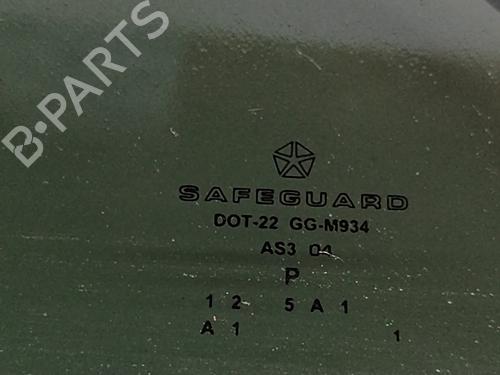 B-PARTS
SAFEGUARD
DOT-22 GG-M934
AS3 04
P
1 2 5 A 1
A 1 1